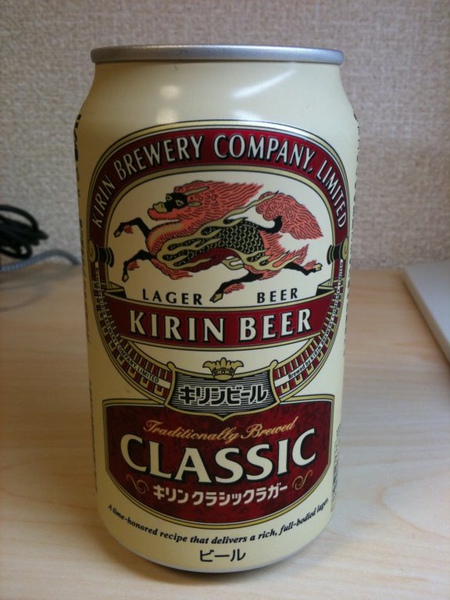 KIRIN BREWERY COMPANY, LIMITED
LAGER BEER
KIRIN BEER
キリンビール
Traditionally Brewed
CLASSIC
キリンクラシックラガー
A time-honored recipe that delivers a rich, full-bodied lager
ビール